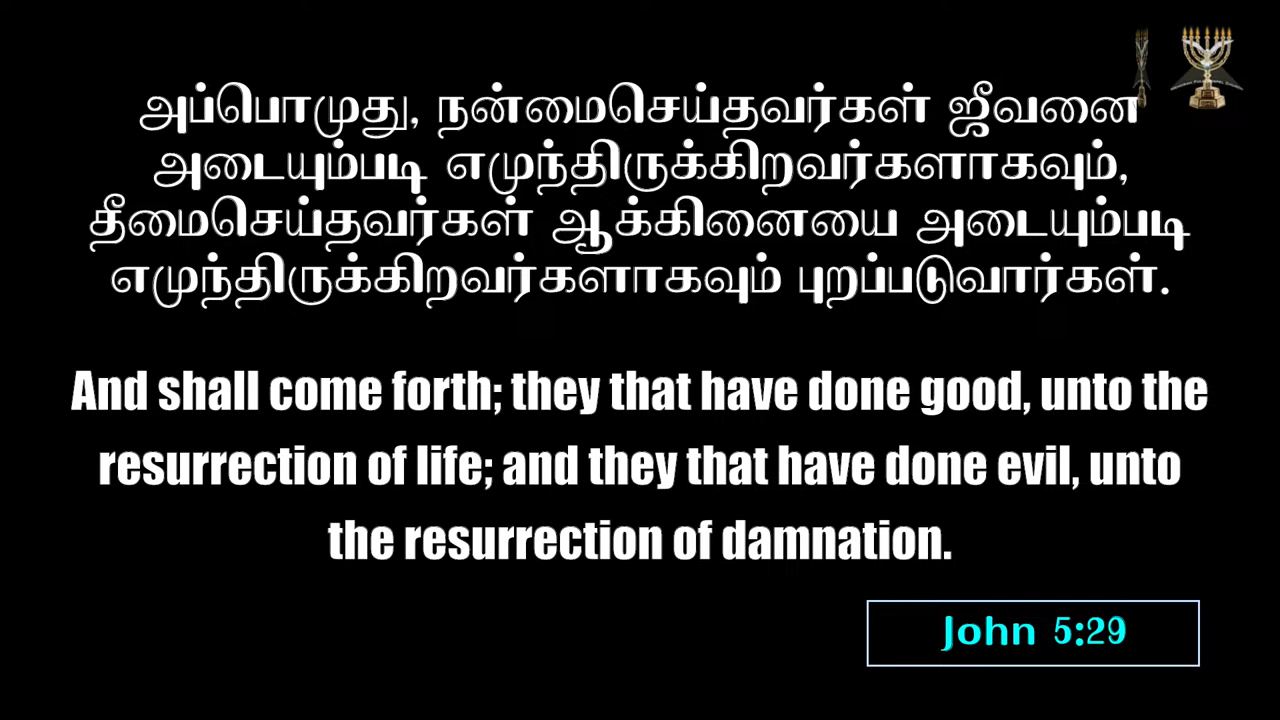 அப்பொழுது, நன்மைசெய்தவர்கள் ஜீவனை
அடையும்படி எழுந்திருக்கிறவர்களாகவும்,
தீமைசெய்தவர்கள் ஆக்கினையை அடையும்படி
எழுந்திருக்கிறவர்களாகவும் புறப்படுவார்கள்.
And shall come forth; they that have done good, unto the
resurrection of life; and they that have done evil, unto
the resurrection of damnation.
John 5:29